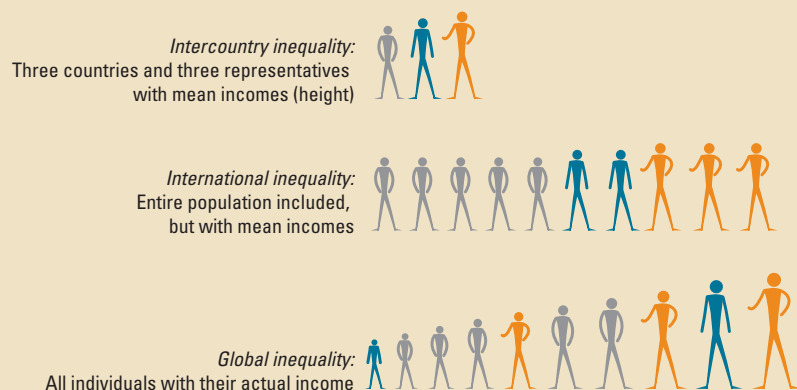 Intercountry inequality:
Three countries and three representatives
with mean incomes (height)
International inequality:
Entire population included,
but with mean incomes
Global inequality:
All individuals with their actual income